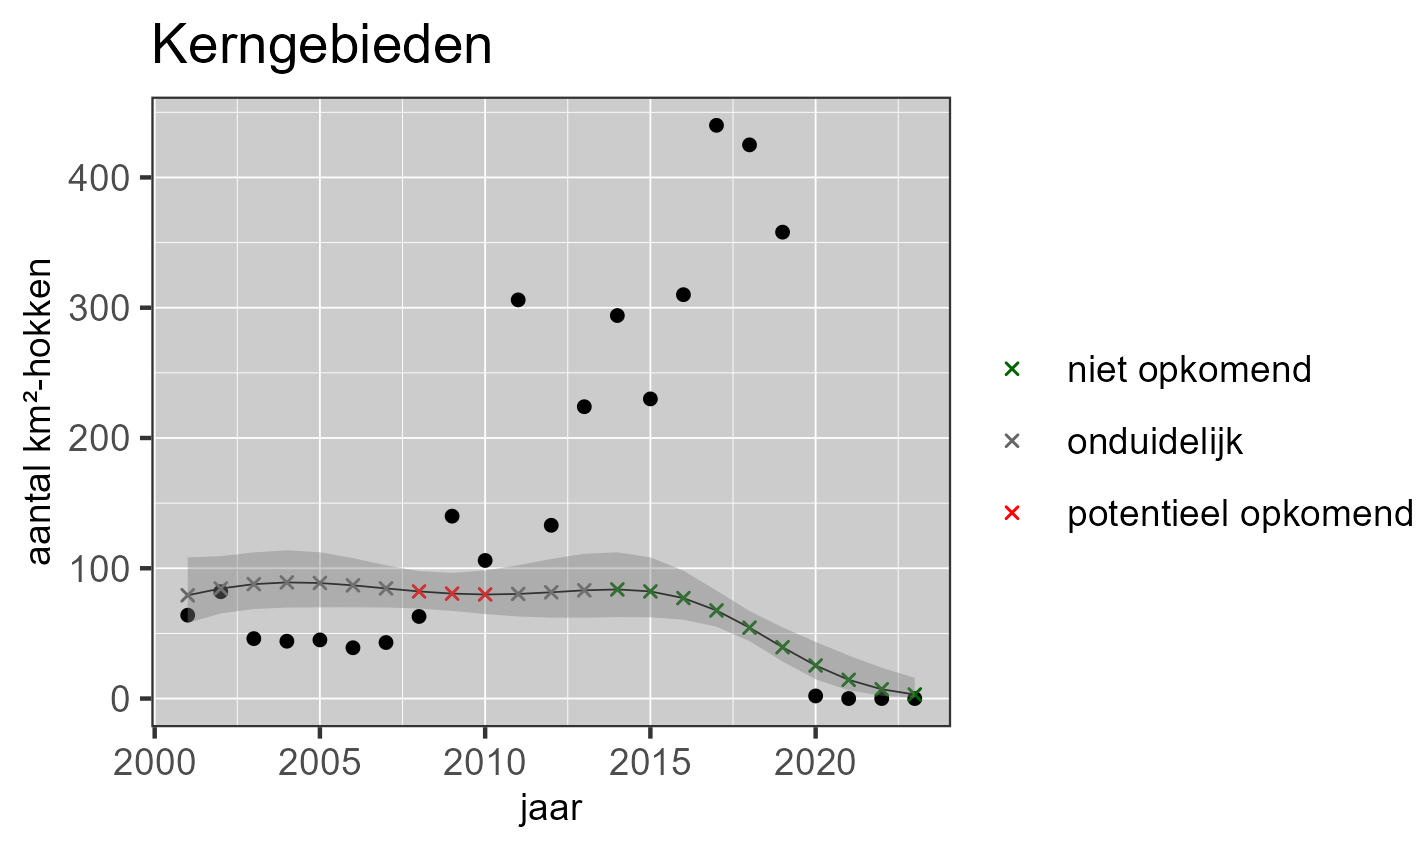 Kerngebieden
400
300
200
100
0
aantal km²-hokken
2000 2005 2010 2015 2020
jaar
niet opkomend
onduidelijk
potentieel opkomend